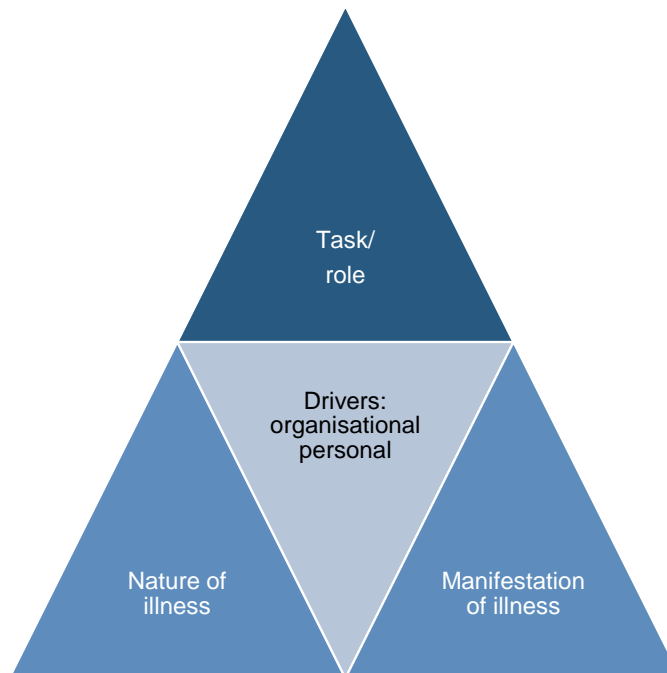 Task/
role
Drivers:
organisational
personal
Nature of
illness
Manifestation
of illness